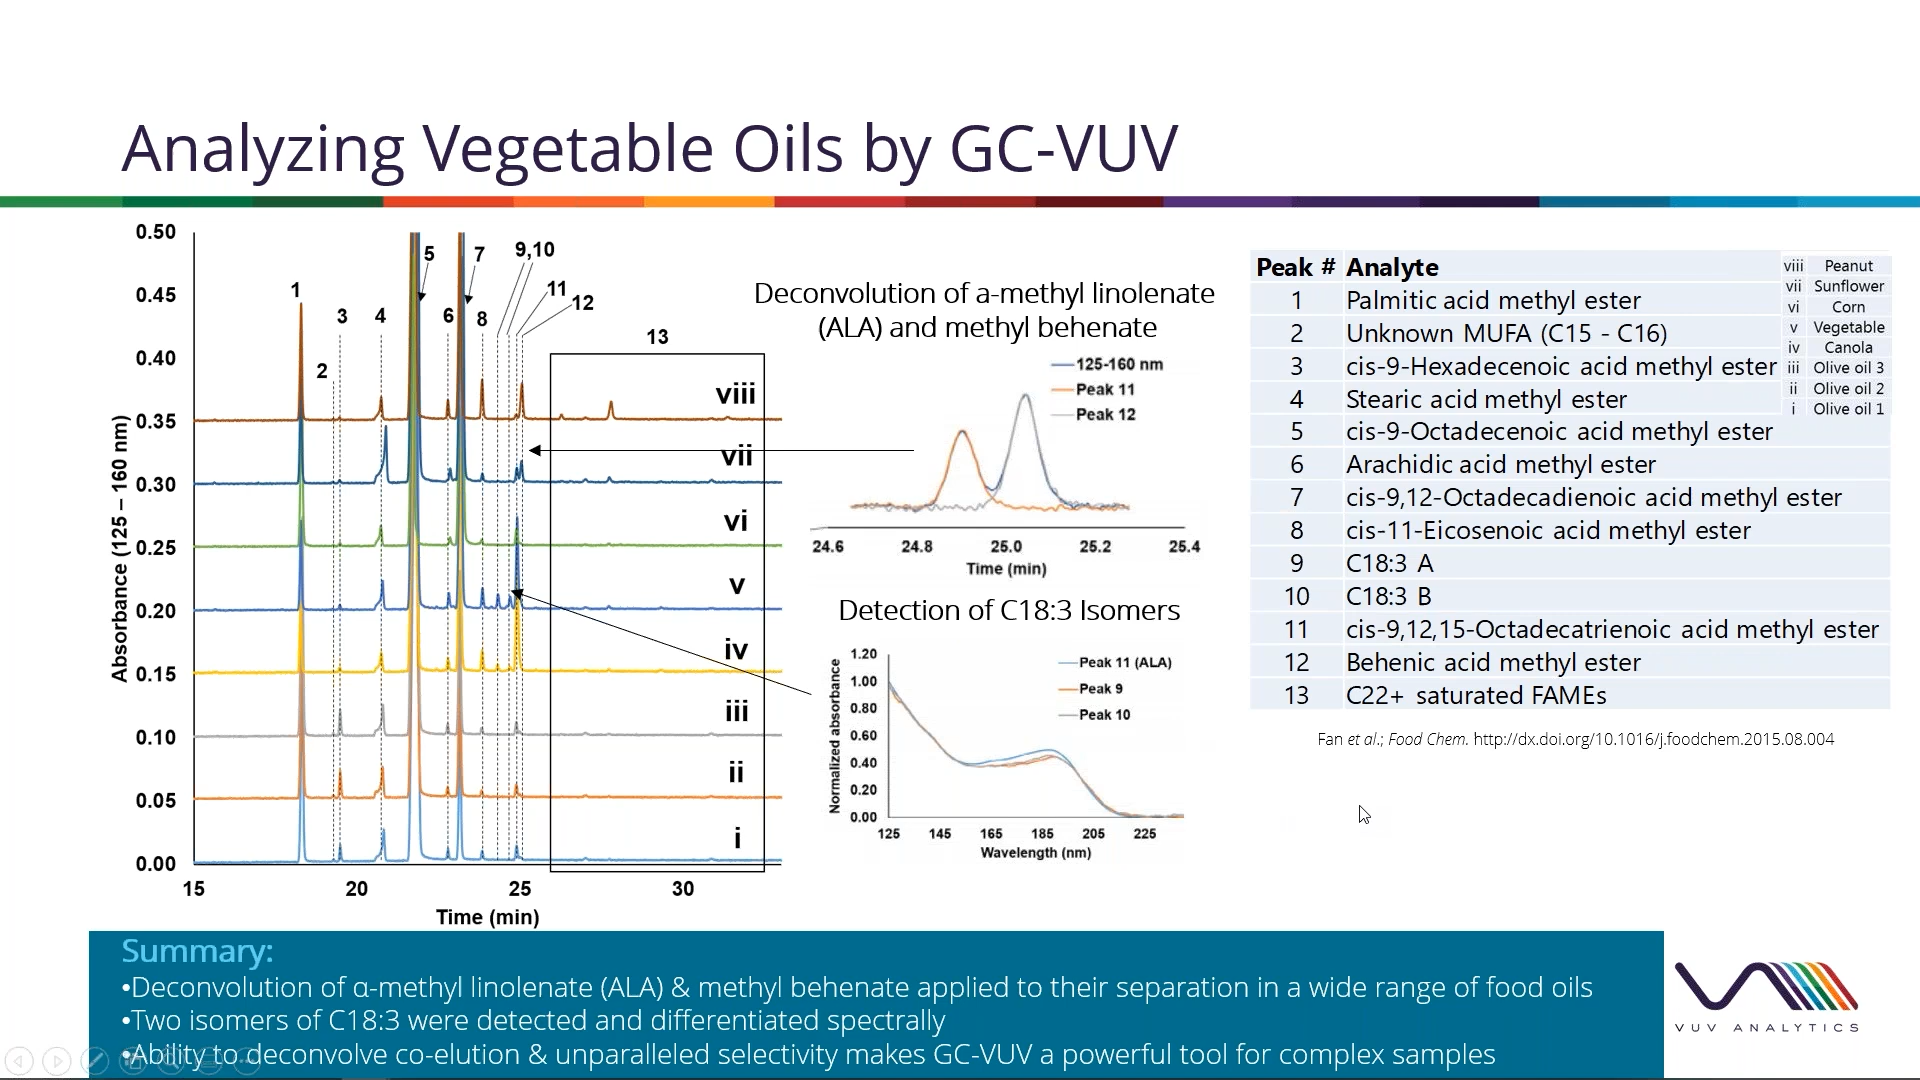 Analyzing Vegetable Oils by GC-VUV
0.50
0.45
0.40
0.35
0.30
0.25
0.20
0.15
0.10
0.05
0.00
Absorbance (125 – 160 nm)
15 20 25 30
Time (min)
1
2
3
4
5
6
7
8
9,10
11
12
13
viii
vii
vi
v
iv
iii
ii
i
Deconvolution of a-methyl linolenate
(ALA) and methyl behenate
125-160 nm
Peak 11
Peak 12
24.6 24.8 25.0 25.2 25.4
Time (min)
Detection of C18:3 Isomers
1.20
1.00
0.80
0.60
0.40
0.20
0.00
Normalized absorbance
Peak 11 (ALA)
Peak 9
Peak 10
125 145 165 185 205 225
Wavelength (nm)
Peak # Analyte
1 Palmitic acid methyl ester
2 Unknown MUFA (C15 - C16)
3 cis-9-Hexadecenoic acid methyl ester
4 Stearic acid methyl ester
5 cis-9-Octadecenoic acid methyl ester
6 Arachidic acid methyl ester
7 cis-9,12-Octadecadienoic acid methyl ester
8 cis-11-Eicosenoic acid methyl ester
9 C18:3 A
10 C18:3 B
11 cis-9,12,15-Octadecatrienoic acid methyl ester
12 Behenic acid methyl ester
13 C22+ saturated FAMEs
viii Peanut
vii Sunflower
vi Corn
v Vegetable
iv Canola
iii Olive oil 3
ii Olive oil 2
i Olive oil 1
Fan et al.; Food Chem. http://dx.doi.org/10.1016/j.foodchem.2015.08.004
Summary:
•Deconvolution of α-methyl linolenate (ALA) & methyl behenate applied to their separation in a wide range of food oils
•Two isomers of C18:3 were detected and differentiated spectrally
•Ability to deconvolve co-elution & unparalleled selectivity makes GC-VUV a powerful tool for complex samples
VUV ANALYTICS